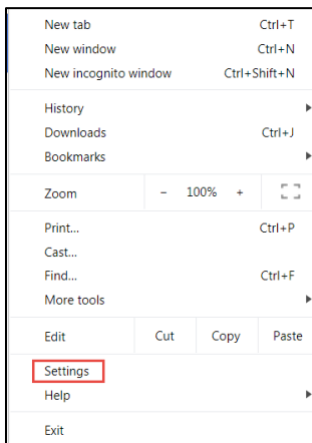 New tab Ctrl+T
New window Ctrl+N
New incognito window Ctrl+Shift+N
History
Downloads Ctrl+J
Bookmarks
Zoom - 100% +
Print... Ctrl+P
Cast...
Find... Ctrl+F
More tools
Edit Cut Copy Paste
Settings
Help
Exit